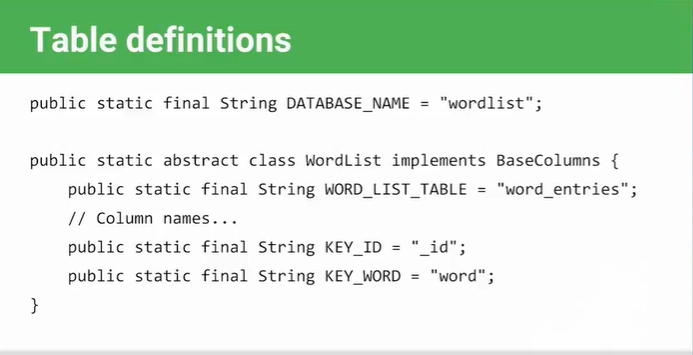 Table definitions
public static final String DATABASE_NAME = "wordlist";
public static abstract class WordList implements BaseColumns {
public static final String WORD_LIST_TABLE = "word_entries";
// Column names...
public static final String KEY_ID = "_id";
public static final String KEY_WORD = "word";
}